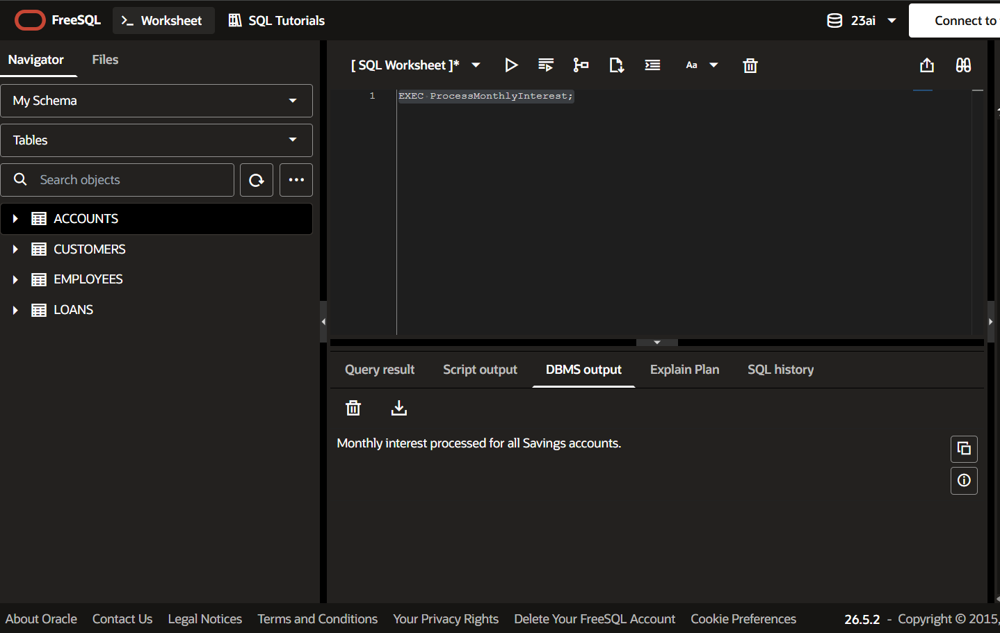 FreeSQL
Worksheet
SQL Tutorials
23ai
Connect to
Navigator
Files
My Schema
Tables
Search objects
ACCOUNTS
CUSTOMERS
EMPLOYEES
LOANS
[ SQL Worksheet ]*
Aa
1 EXEC ProcessMonthlyInterest;
Query result
Script output
DBMS output
Explain Plan
SQL history
Monthly interest processed for all Savings accounts.
About Oracle
Contact Us
Legal Notices
Terms and Conditions
Your Privacy Rights
Delete Your FreeSQL Account
Cookie Preferences
26.5.2 - Copyright © 2015,